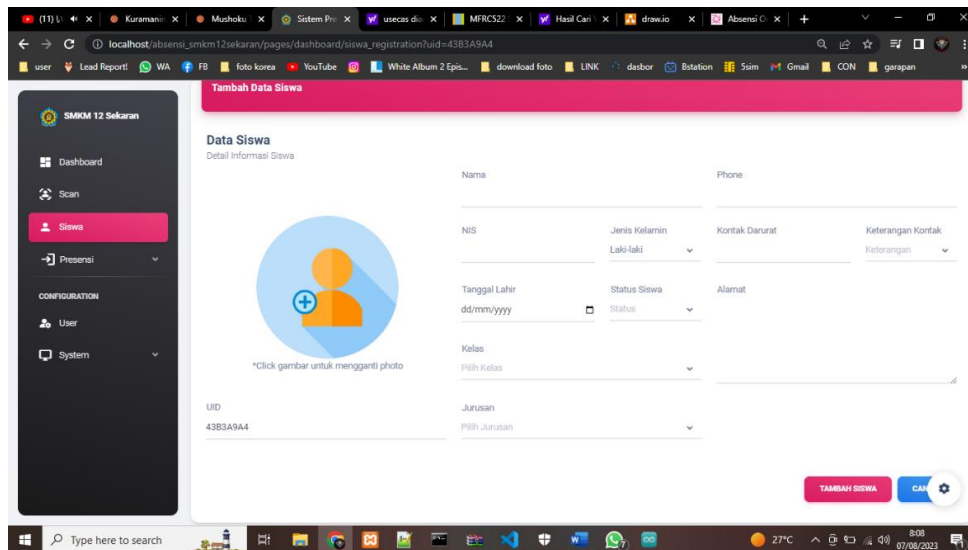 (11) U
Kuramanin
Mushoku
Sistem Pre
usecas dia
MFRC522
Hasil Cari
draw.io
Absensi O
localhost/absensi_smkm12sekaran/pages/dashboard/siswa_registration?uid=43B3A9A4
user Lead Report! WA FB foto korea YouTube White Album 2 Epis... download foto LINK dasbor Bstation 5sim Gmail CON garapan »
Tambah Data Siswa
SMKM 12 Sekaran
Dashboard
Scan
Siswa
Presensi
CONFIGURATION
User
System
Data Siswa
Detail Informasi Siswa
*Click gambar untuk mengganti photo
UID
43B3A9A4
Nama
Phone
NIS
Jenis Kelamin
Laki-laki
Kontak Darurat
Keterangan Kontak
Keterangan
Tanggal Lahir
dd/mm/yyyy
Status Siswa
Status
Alamat
Kelas
Pilih Kelas
Jurusan
Pilih Jurusan
TAMBAH SISWA
Type here to search
27°C
8:08
07/08/2023